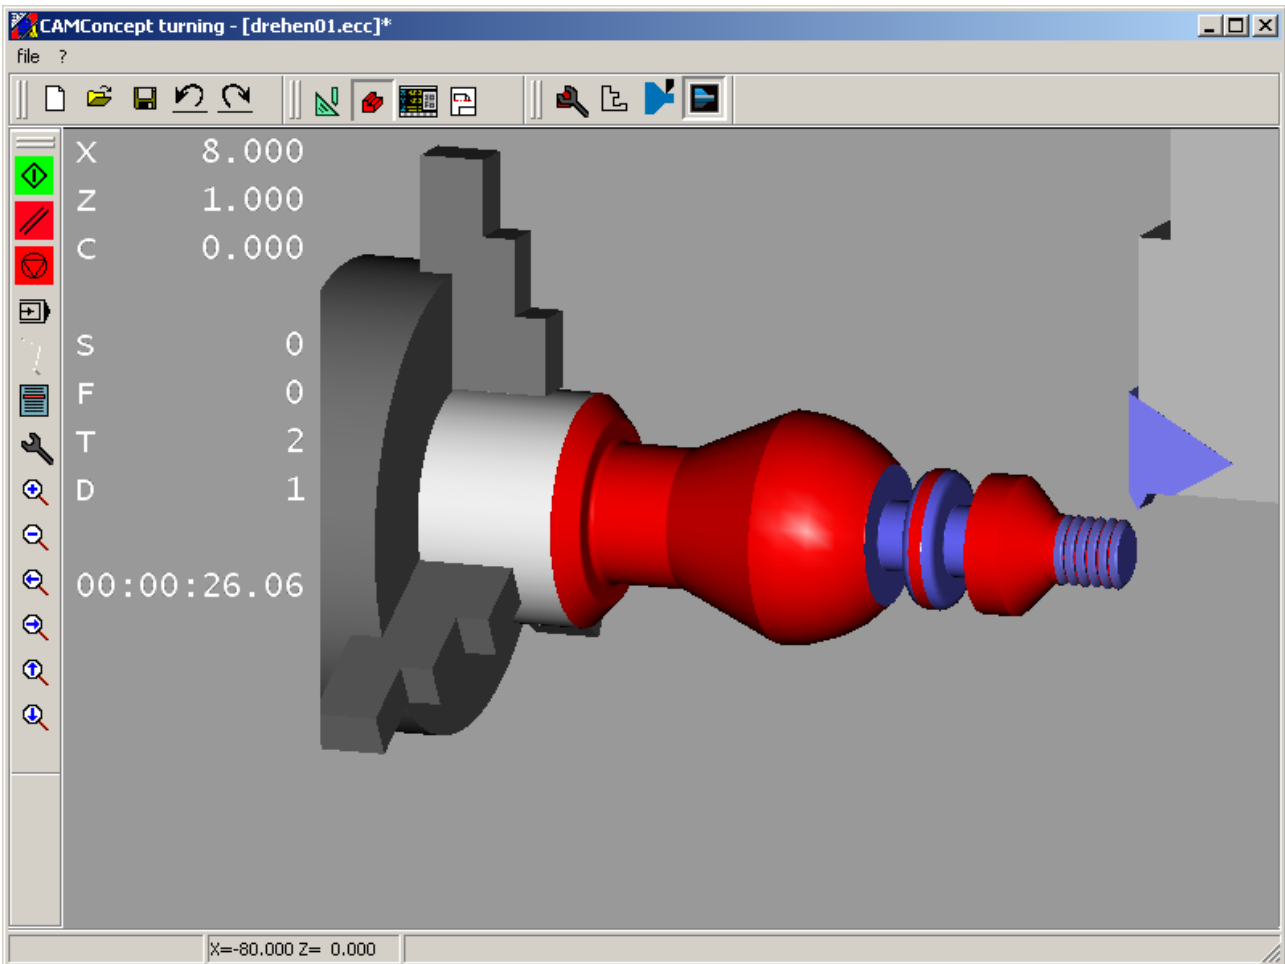 CAMConcept turning - [drehen01.ecc]*
file ?
X 8.000
Z 1.000
C 0.000
S 0
F 0
T 2
D 1
00:00:26.06
X=-80.000 Z= 0.000